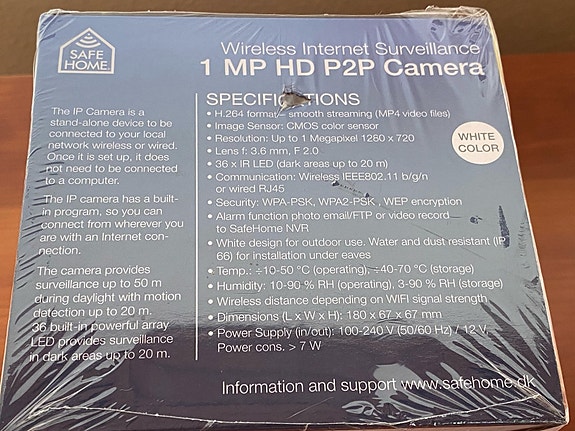 SAFE
HOME
Wireless Internet Surveillance
1 MP HD P2P Camera
The IP Camera is a
stand-alone device to be
connected to your local
network wireless or wired.
Once it is set up, it does
not need to be connected
to a computer.
The IP camera has a built-
in program, so you can
connect from wherever you
are with an Internet con-
nection.
The camera provides
surveillance up to 50 m
during daylight with motion
detection up to 20 m.
36 built-in powerful array
LED provides surveillance
in dark areas up to 20 m.
SPECIFICATIONS
• H.264 format/– smooth streaming (MP4 video files)
• Image Sensor: CMOS color sensor
• Resolution: Up to 1 Megapixel 1280 x 720
• Lens f: 3.6 mm, F 2.0
• 36 x IR LED (dark areas up to 20 m)
• Communication: Wireless IEEE802.11 b/g/n
or wired RJ45
• Security: WPA-PSK, WPA2-PSK , WEP encryption
• Alarm function photo email/FTP or video record
to SafeHome NVR
• White design for outdoor use. Water and dust resistant (IP
66) for installation under eaves
• Temp.: ÷10-50 °C (operating), ÷40-70 °C (storage)
• Humidity: 10-90 % RH (operating), 3-90 % RH (storage)
• Wireless distance depending on WIFI signal strength
• Dimensions (L x W x H): 180 x 67 x 67 mm
• Power Supply (in/out): 100-240 V (50/60 Hz) / 12 V,
Power cons. > 7 W
WHITE
COLOR
Information and support www.safehome.dk